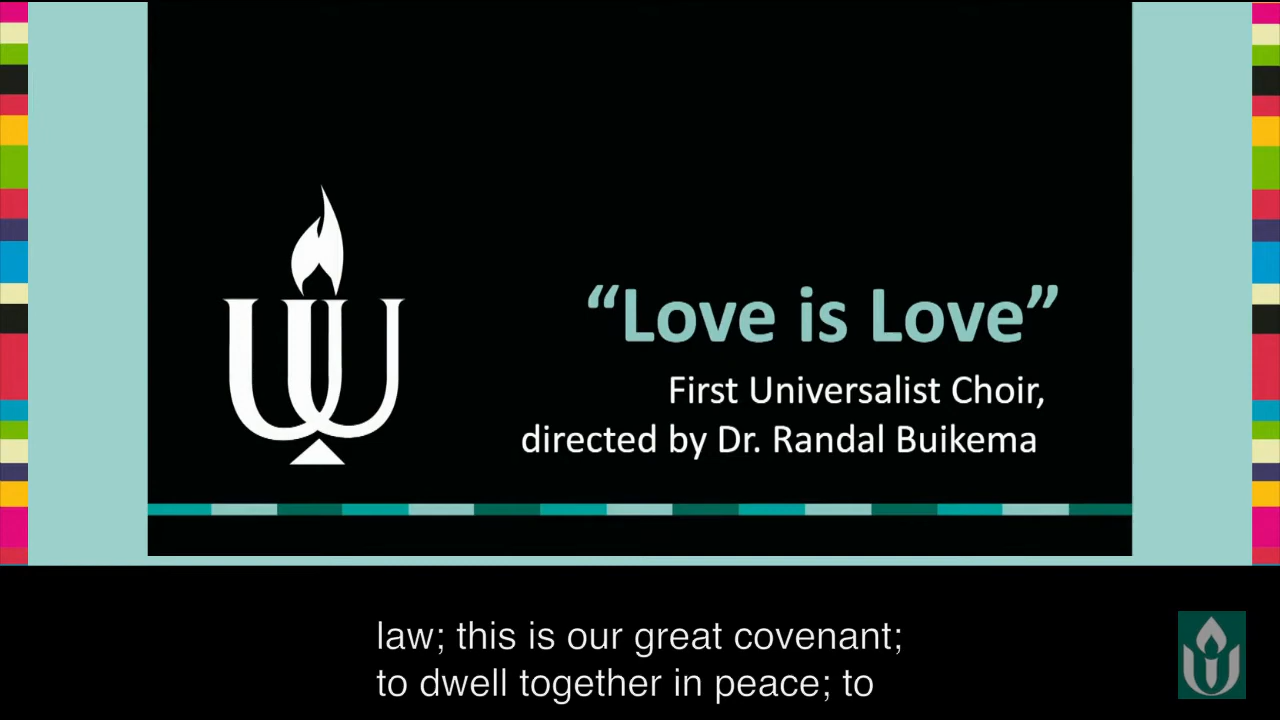 “Love is Love”
First Universalist Choir,
directed by Dr. Randal Buikema
law; this is our great covenant;
to dwell together in peace; to